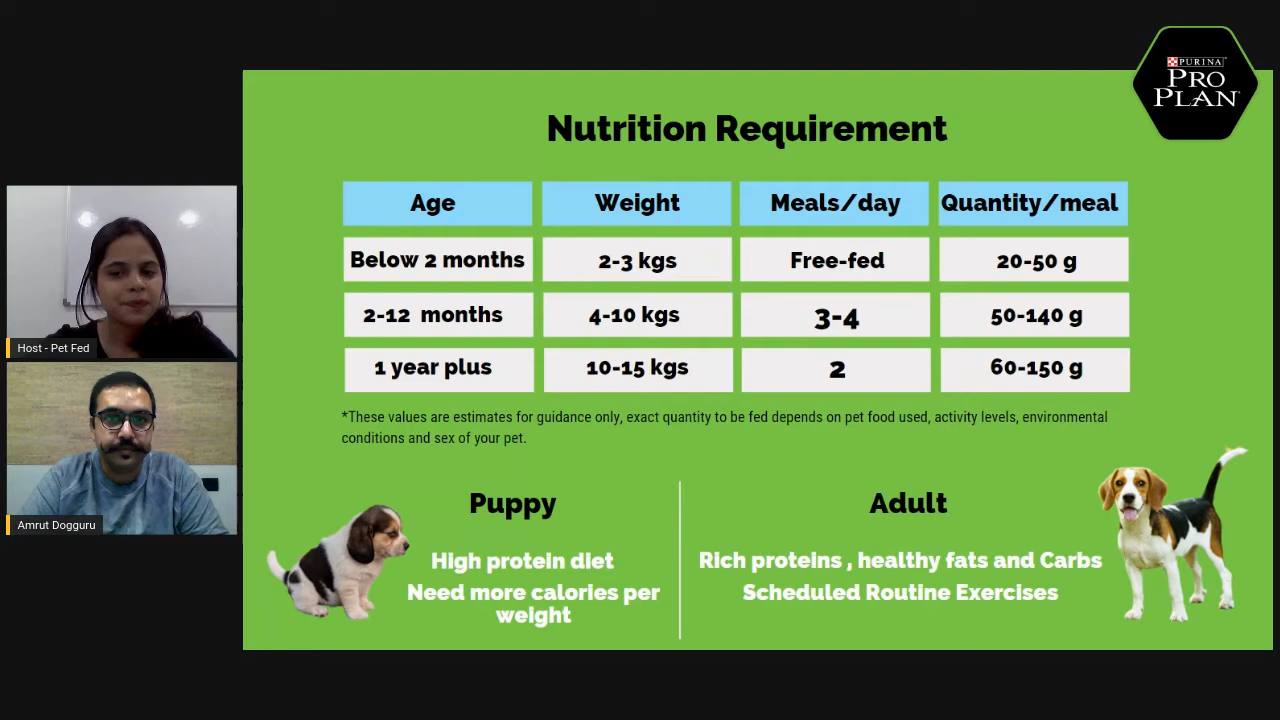 PURINA
PRO
PLAN
Nutrition Requirement
Age Weight Meals/day Quantity/meal
Below 2 months 2-3 kgs Free-fed 20-50 g
2-12 months 4-10 kgs 3-4 50-140 g
1 year plus 10-15 kgs 2 60-150 g
*These values are estimates for guidance only, exact quantity to be fed depends on pet food used, activity levels, environmental
conditions and sex of your pet.
Puppy
High protein diet
Need more calories per
weight
Adult
Rich proteins , healthy fats and Carbs
Scheduled Routine Exercises
Host - Pet Fed
Amrut Dogguru